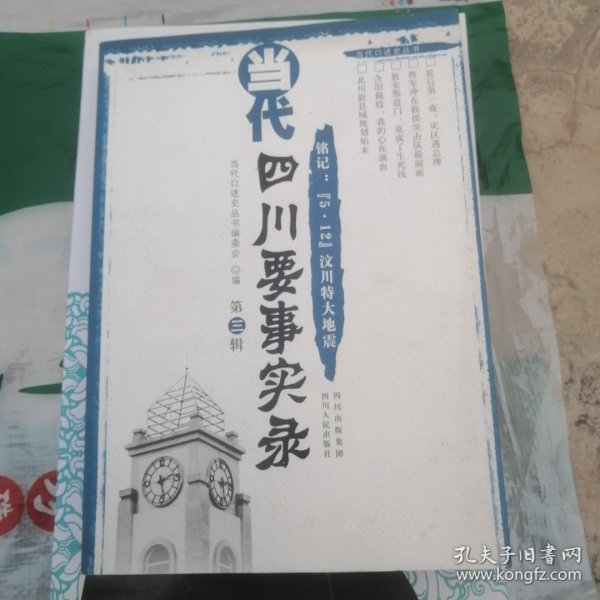 当代口述史丛书
□震后第一夜，灾区遇总理
□将军冲在救援突击队最前面
□教室那道门，竟成了生死线
□含泪截肢，我的心在滴血
□北川新县城规划始末
铭记：『5·12』汶川特大地震
当代四川要事实录
第三辑
当代口述史丛书编委会 ◎编
四川出版集团
四川人民出版社
孔夫子旧书网
www.kongfz.com